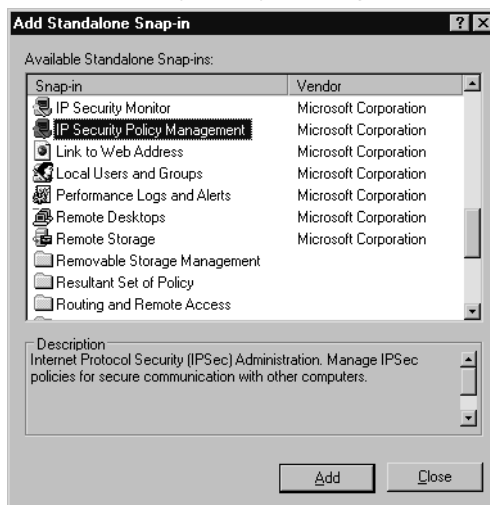 Add Standalone Snap-in
Available Standalone Snap-ins:
Snap-in Vendor
IP Security Monitor Microsoft Corporation
IP Security Policy Management Microsoft Corporation
Link to Web Address Microsoft Corporation
Local Users and Groups Microsoft Corporation
Performance Logs and Alerts Microsoft Corporation
Remote Desktops Microsoft Corporation
Remote Storage Microsoft Corporation
Removable Storage Management
Resultant Set of Policy
Routing and Remote Access
Description
Internet Protocol Security (IPSec) Administration. Manage IPSec
policies for secure communication with other computers.
Add Close